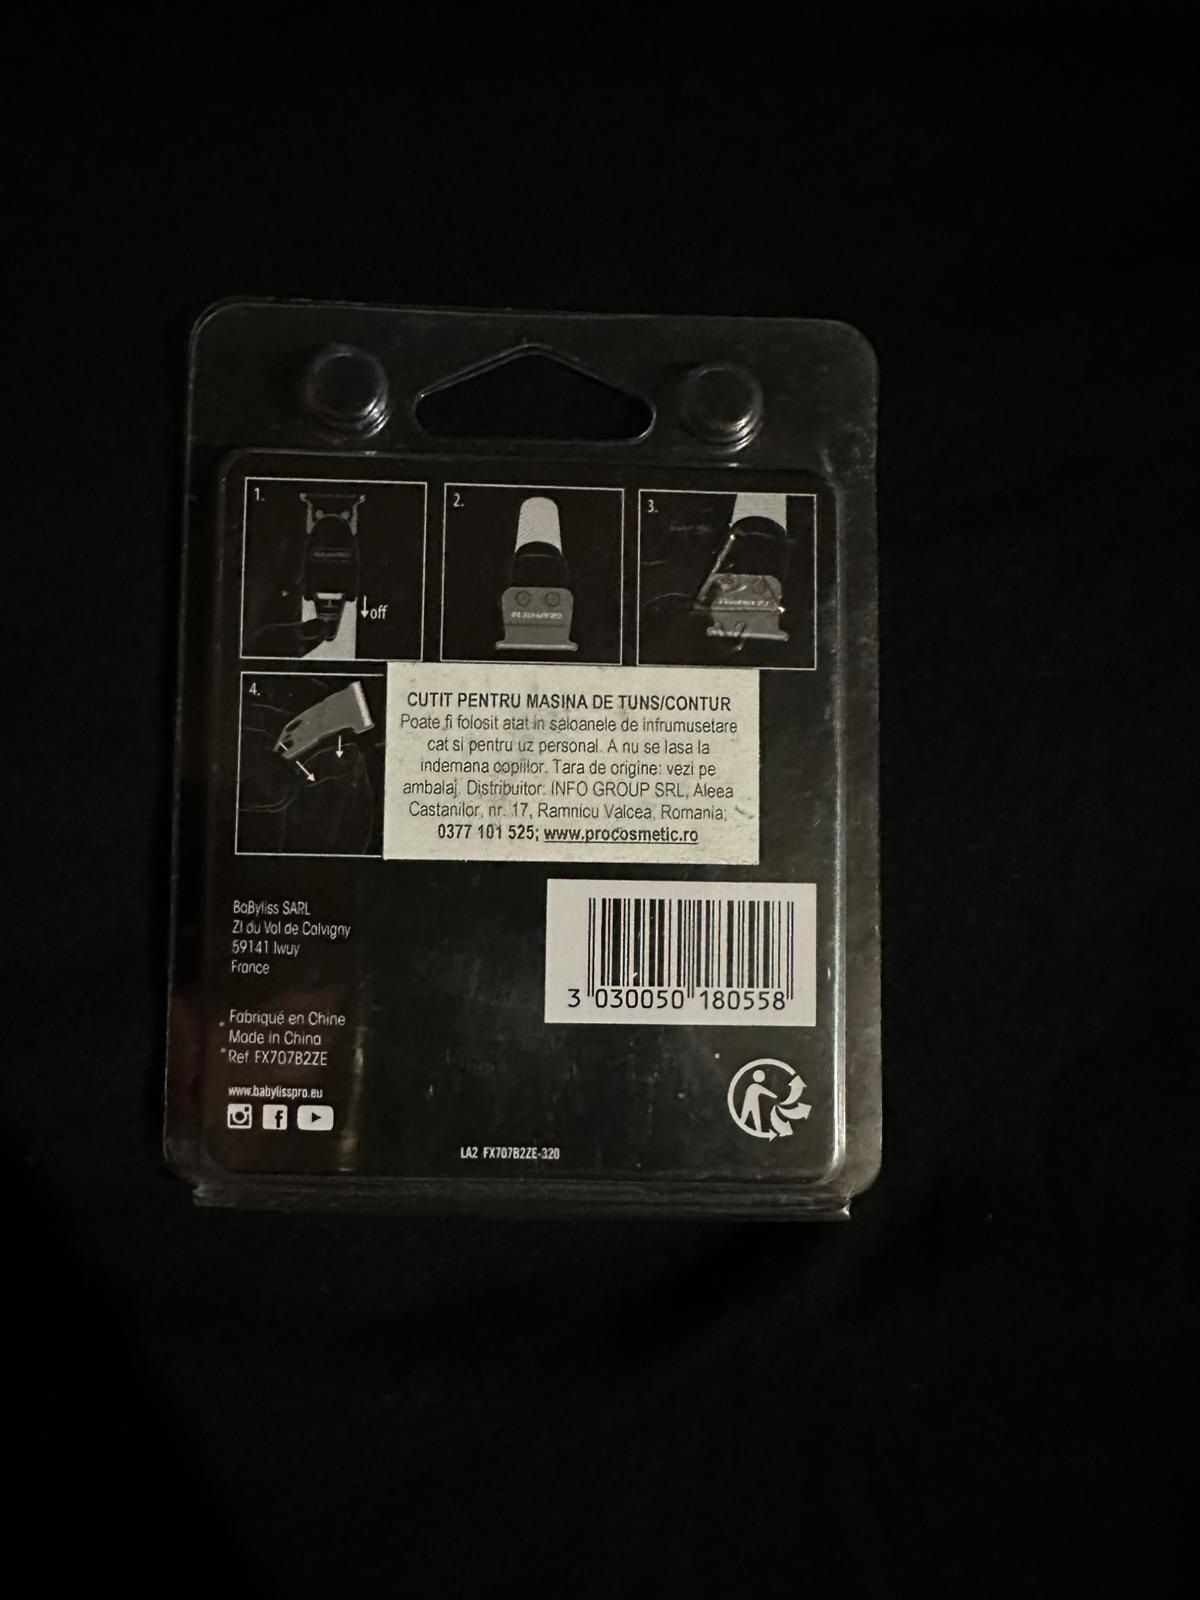 1.
off
2.
GRAPHITE 2.0
3.
4.
CUTIT PENTRU MASINA DE TUNS/CONTUR
Poate fi folosit atat in saloanele de infrumusetare
cat si pentru uz personal. A nu se lasa la
indemana copiilor. Tara de origine: vezi pe
ambalaj. Distribuitor: INFO GROUP SRL, Aleea
Castanilor, nr. 17, Ramnicu Valcea, Romania;
0377 101 525; www.procosmetic.ro
BaByliss SARL
ZI du Val de Calvigny
59141 Iwuy
France
3 030050 180558
Fabriqué en Chine
Made in China
Ref FX707B2ZE
www.babylisspro.eu
LA2 FX707B2ZE-320